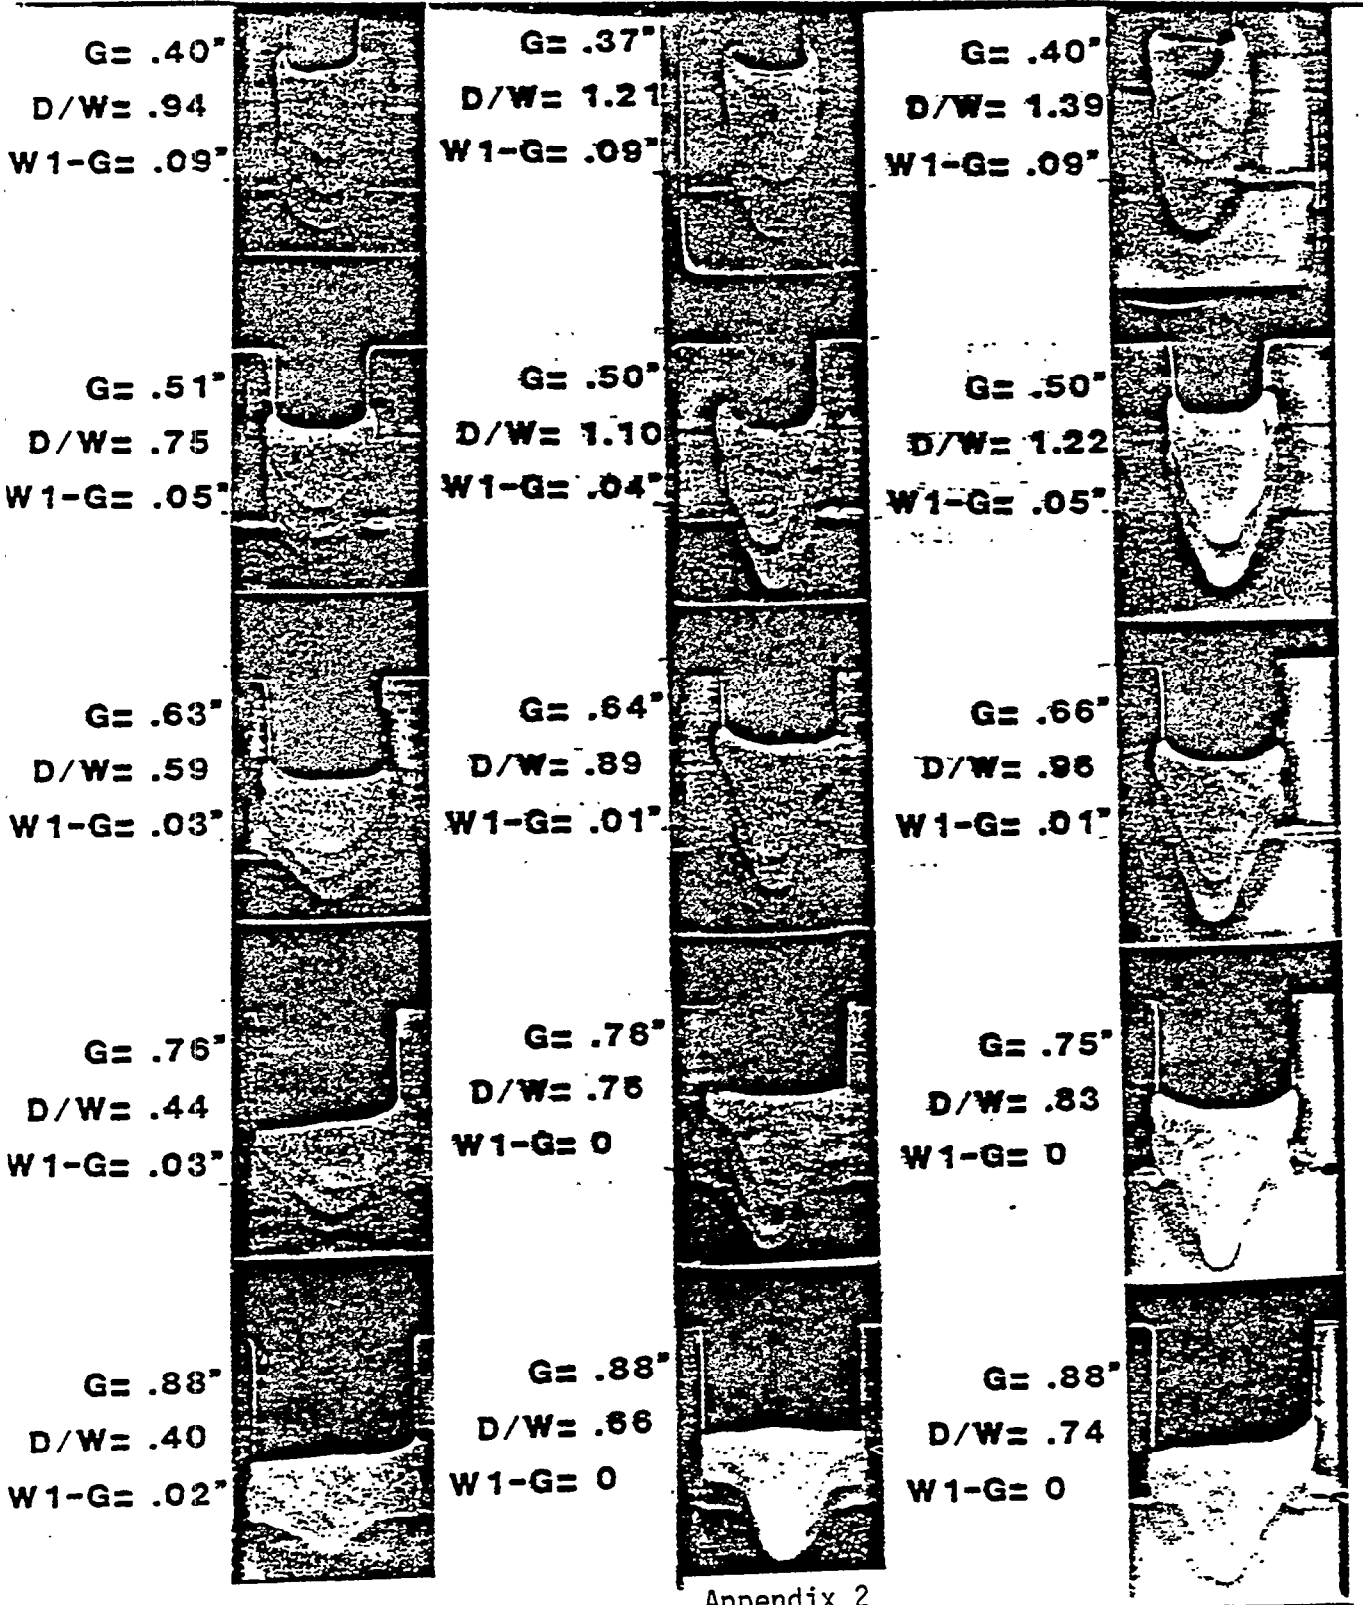 G= .40"
D/W= .94
W1-G= .09"
G= .37"
D/W= 1.21
W1-G= .09"
G= .40"
D/W= 1.39
W1-G= .09"
G= .51"
D/W= .75
W1-G= .05"
G= .50"
D/W= 1.10
W1-G= .04"
G= .50"
D/W= 1.22
W1-G= .05"
G= .63"
D/W= .59
W1-G= .03"
G= .64"
D/W= .89
W1-G= .01"
G= .66"
D/W= .96
W1-G= .01"
G= .76"
D/W= .44
W1-G= .03"
G= .76"
D/W= .76
W1-G= 0
G= .75"
D/W= .83
W1-G= 0
G= .88"
D/W= .40
W1-G= .02"
G= .88"
D/W= .66
W1-G= 0
G= .88"
D/W= .74
W1-G= 0
Appendix 2